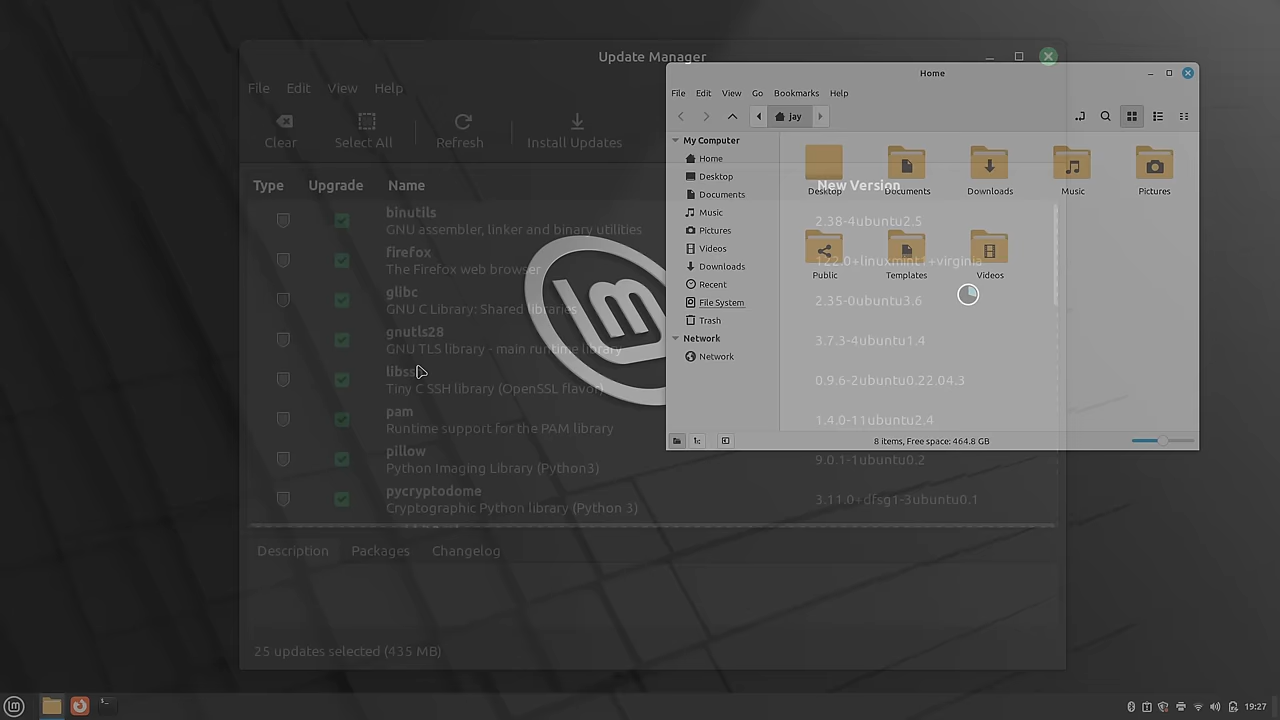 Update Manager
File Edit View Help
Clear Select All Refresh Install Updates
Type Upgrade Name New Version
binutils
GNU assembler, linker and binary utilities
2.38-4ubuntu2.5
firefox
The Firefox web browser
122.0+linuxmint1+virginia
glibc
GNU C Library: Shared libraries
2.35-0ubuntu3.6
gnutls28
GNU TLS library - main runtime library
3.7.3-4ubuntu1.4
Tiny C SSH library (OpenSSL flavor)
0.9.6-2ubuntu0.22.04.3
pam
Runtime support for the PAM library
1.4.0-11ubuntu2.4
pillow
Python Imaging Library (Python3)
9.0.1-1ubuntu0.2
pycryptodome
Cryptographic Python library (Python 3)
3.11.0+dfsg1-3ubuntu0.1
Description Packages Changelog
25 updates selected (435 MB)
Home
File Edit View Go Bookmarks Help
jay
My Computer
Home
Desktop
Documents
Music
Pictures
Videos
Downloads
Recent
File System
Trash
Network
Network
Desktop Documents Downloads Music Pictures
Public Templates Videos
8 items, Free space: 464.8 GB
19:27